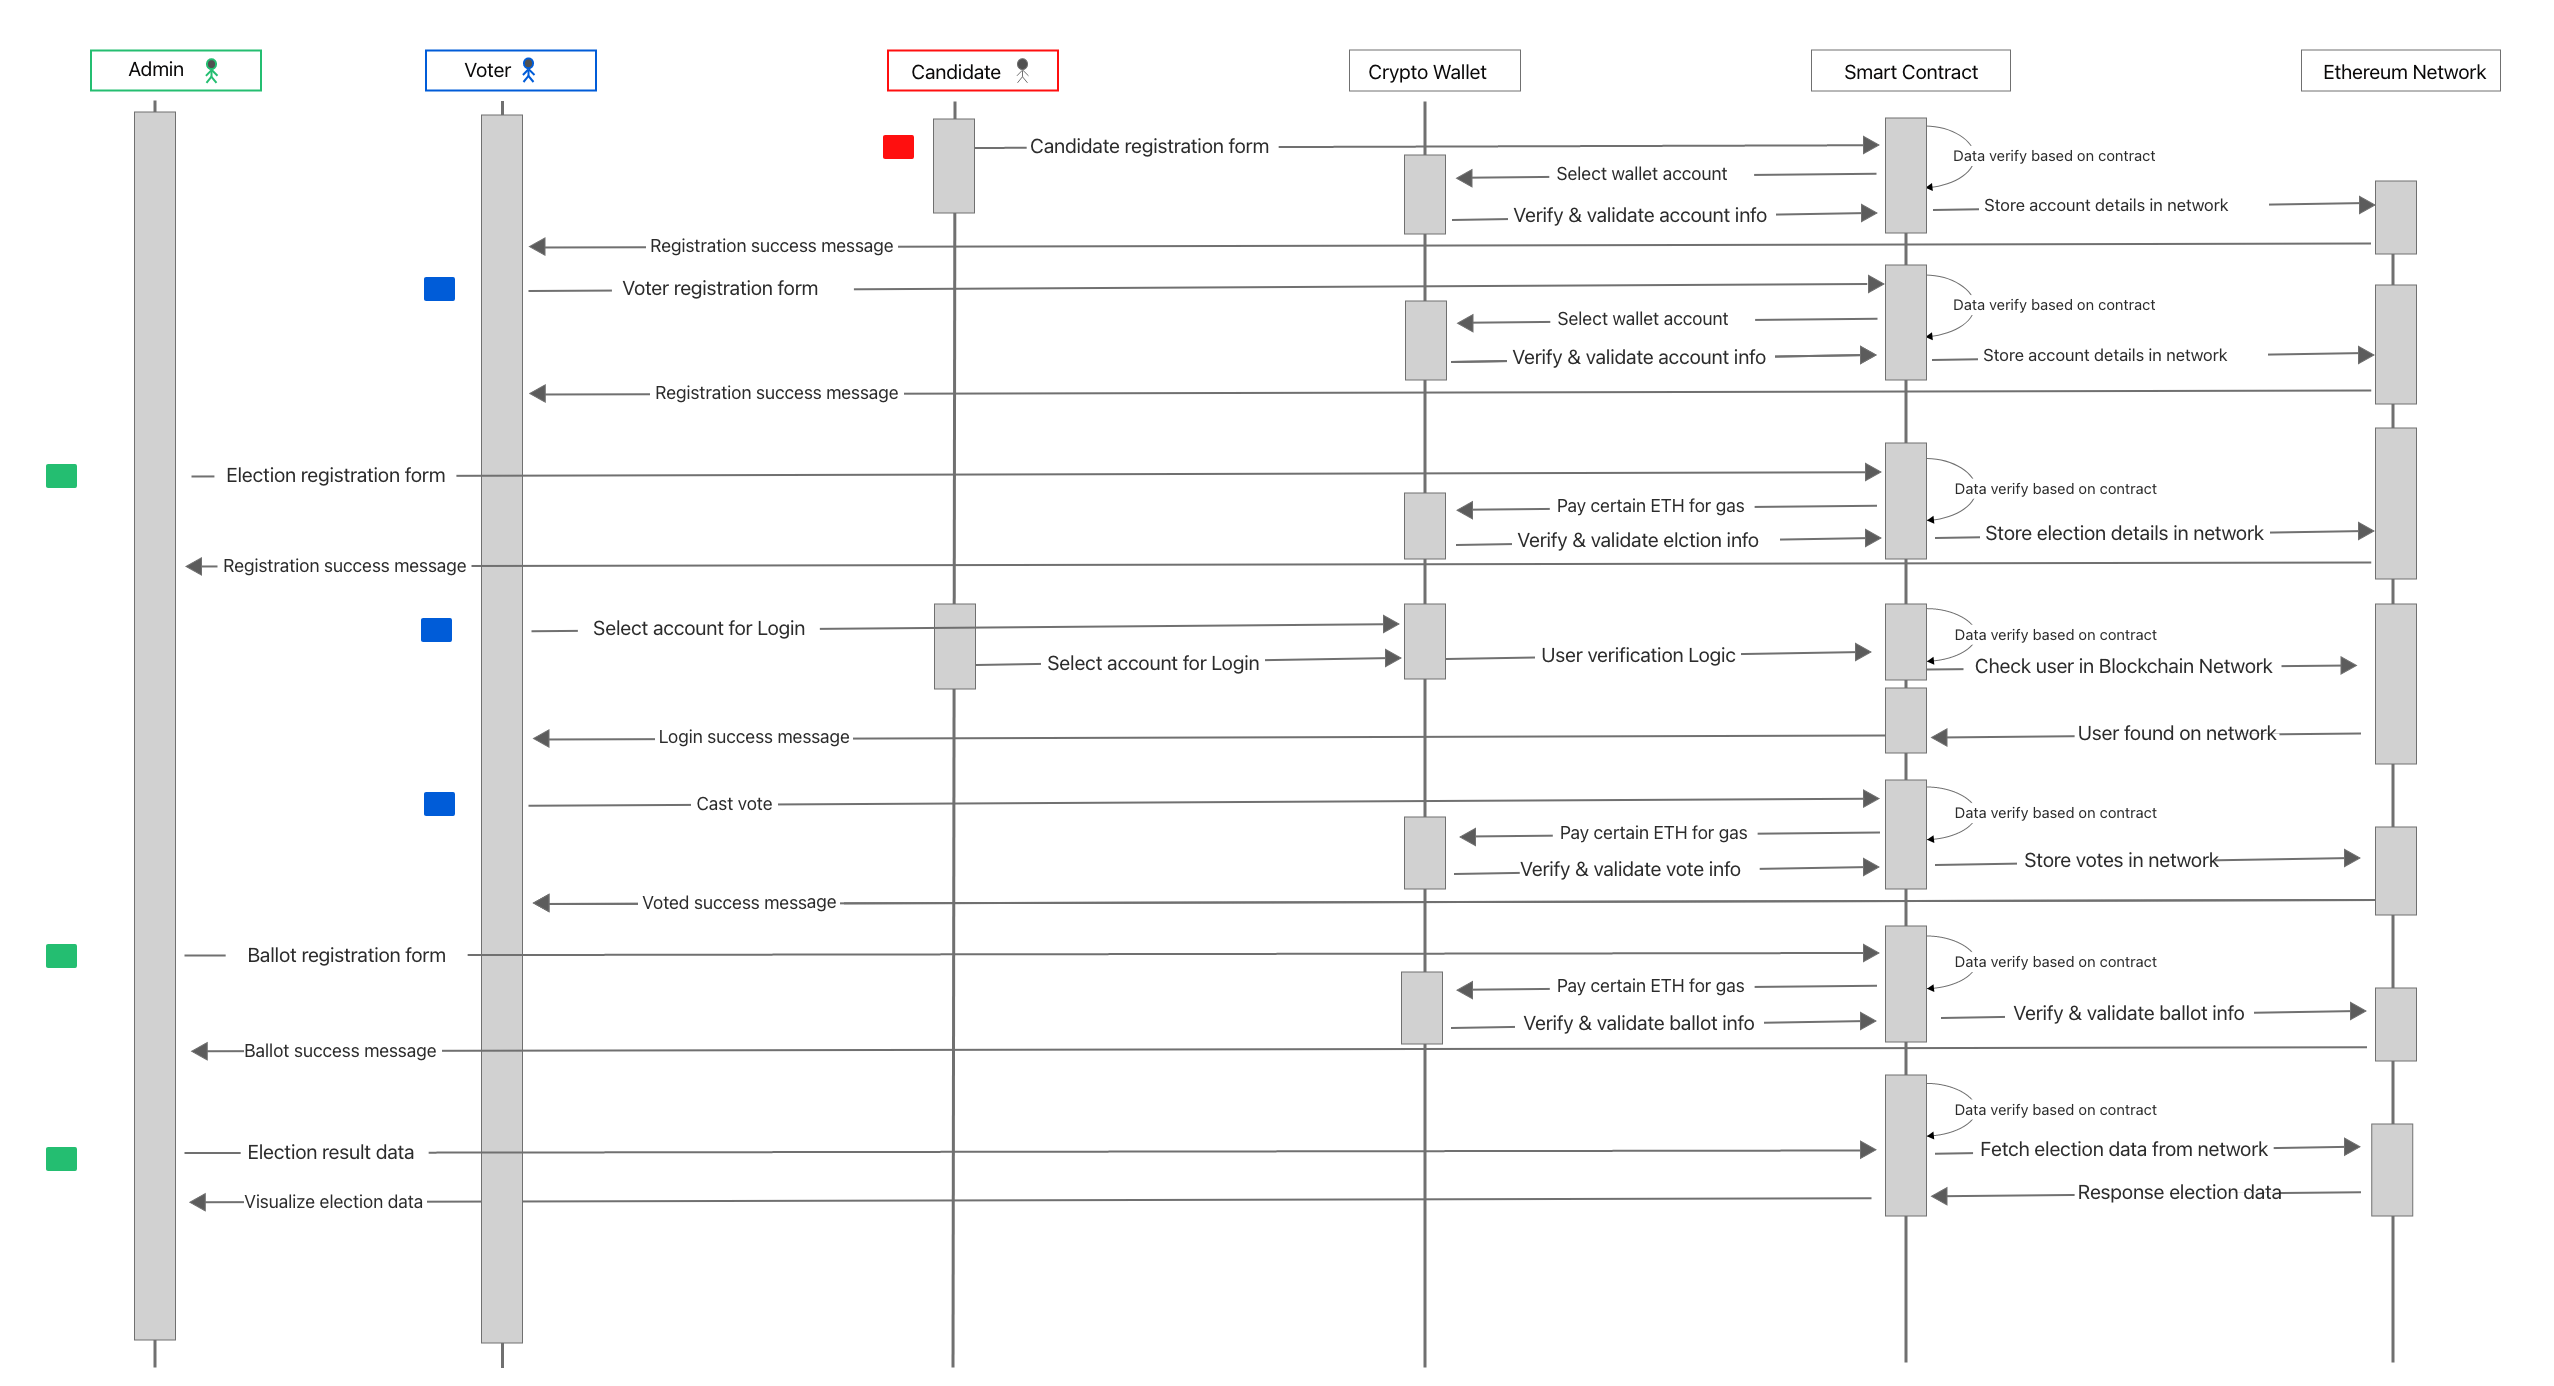 Admin
Voter
Candidate
Crypto Wallet
Smart Contract
Ethereum Network
Candidate registration form
Data verify based on contract
Select wallet account
Verify & validate account info
Store account details in network
Registration success message
Voter registration form
Data verify based on contract
Select wallet account
Verify & validate account info
Store account details in network
Registration success message
Election registration form
Data verify based on contract
Pay certain ETH for gas
Verify & validate elction info
Store election details in network
Registration success message
Select account for Login
Data verify based on contract
Select account for Login
User verification Logic
Check user in Blockchain Network
Login success message
User found on network
Cast vote
Data verify based on contract
Pay certain ETH for gas
Verify & validate vote info
Store votes in network
Voted success message
Ballot registration form
Data verify based on contract
Pay certain ETH for gas
Verify & validate ballot info
Verify & validate ballot info
Ballot success message
Data verify based on contract
Election result data
Fetch election data from network
Visualize election data
Response election data